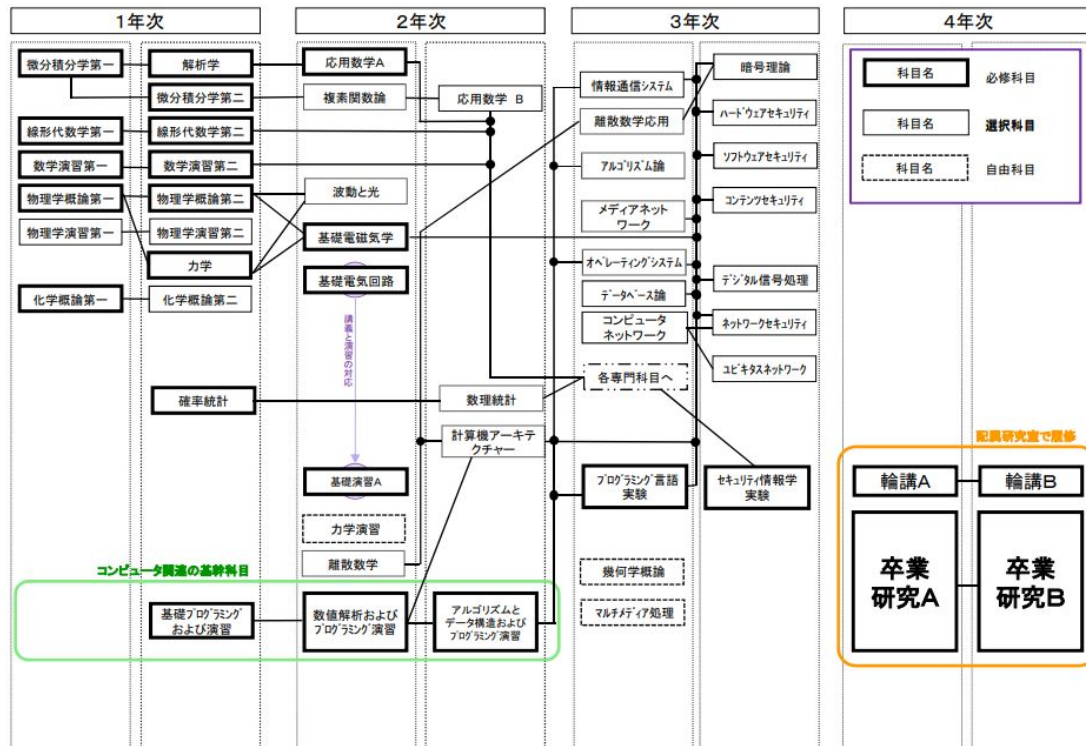 1年次
2年次
3年次
4年次
微分積分学第一
解析学
微分積分学第二
線形代数学第一
線形代数学第二
数学演習第一
数学演習第二
物理学概論第一
物理学概論第二
物理学演習第一
物理学演習第二
力学
化学概論第一
化学概論第二
確率統計
コンピュータ関連の基幹科目
基礎プログラミング
および演習
応用数学A
複素関数論
応用数学 B
波動と光
基礎電磁気学
基礎電気回路
講義と演習の対応
数理統計
計算機アーキテ
クチャー
基礎演習A
力学演習
離散数学
数値解析および
プログラミング演習
アルゴリズムと
データ構造および
プログラミング演習
情報通信システム
離散数学応用
アルゴリズム論
メディアネット
ワーク
オペレーティングシステム
データベース論
コンピュータ
ネットワーク
各専門科目へ
プログラミング言語
実験
幾何学概論
マルチメディア処理
暗号理論
ハードウェアセキュリティ
ソフトウェアセキュリティ
コンテンツセキュリティ
デジタル信号処理
ネットワークセキュリティ
ユビキタスネットワーク
セキュリティ情報学
実験
科目名
必修科目
科目名
選択科目
科目名
自由科目
配属研究室で履修
輪講A
輪講B
卒業
研究A
卒業
研究B